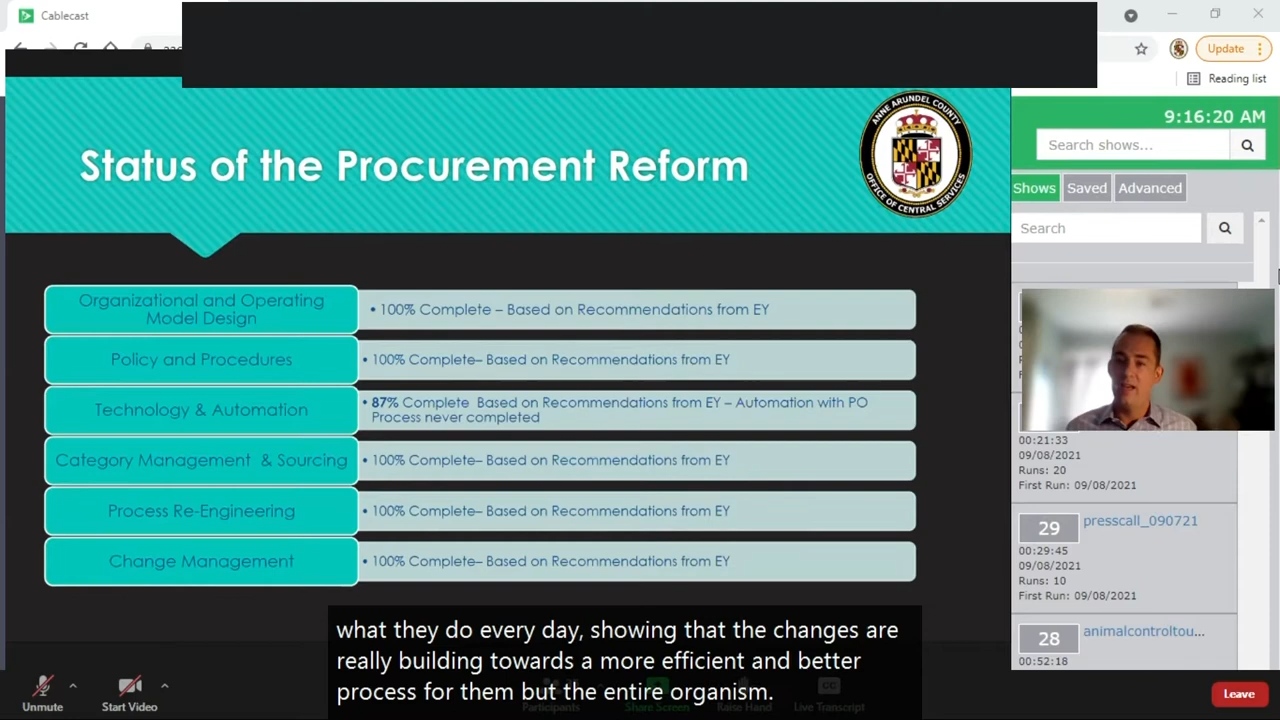 Cablecast
Update
Reading list
ANNE ARUNDEL COUNTY
OFFICE OF CENTRAL SERVICES
Status of the Procurement Reform
9:16:20 AM
Search shows...
Shows
Saved
Advanced
Search
Organizational and Operating
Model Design
• 100% Complete – Based on Recommendations from EY
Policy and Procedures
• 100% Complete– Based on Recommendations from EY
Technology & Automation
• 87% Complete Based on Recommendations from EY – Automation with PO
Process never completed
Category Management & Sourcing
• 100% Complete– Based on Recommendations from EY
Process Re-Engineering
• 100% Complete– Based on Recommendations from EY
Change Management
• 100% Complete– Based on Recommendations from EY
00:21:33
09/08/2021
Runs: 20
First Run: 09/08/2021
29
presscall_090721
00:29:45
09/08/2021
Runs: 10
First Run: 09/08/2021
28
animalcontroltou...
00:52:18
what they do every day, showing that the changes are
really building towards a more efficient and better
process for them but the entire organism.
Unmute
Start Video
Participants
Share Screen
Raise Hand
CC
Live Transcript
Leave